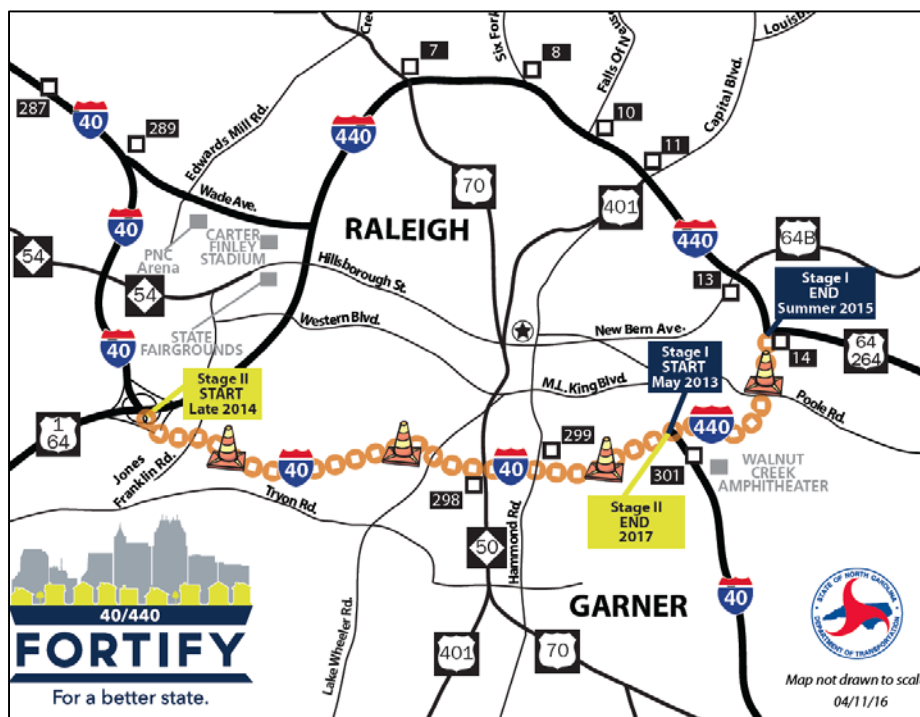 Cree
Six For
Falls Of Neus
Louisbu
Capital Blvd.
7
8
287
40
289
Edwards Mill Rd.
440
10
11
Wade Ave.
70
401
40
RALEIGH
440
64B
54
PNC
Arena
CARTER
FINLEY
STADIUM
54
Hillsborough St.
13
Stage I
END
Summer 2015
STATE
FAIRGROUNDS
Western Blvd.
New Bern Ave.
40
Stage I
START
May 2013
14
64
264
Stage II
START
Late 2014
M.L.King Blvd.
Poole Rd.
1
64
440
299
Jones
Franklin Rd.
40
40
301
WALNUT
CREEK
AMPHITHEATER
298
Tryon Rd.
Hammond Rd.
Stage II
END
2017
50
40
GARNER
40/440
FORTIFY
For a better state.
Lake Wheeler Rd.
401
70
STATE OF NORTH CAROLINA
DEPARTMENT OF TRANSPORTATION
Map not drawn to scal
04/11/16